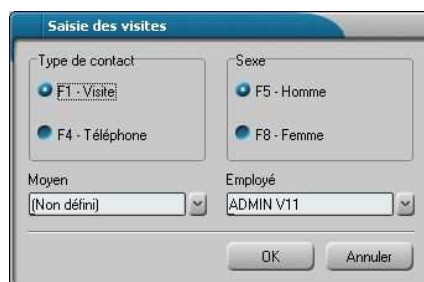 Saisie des visites
Type de contact
F1 - Visite
F4 - Téléphone
Sexe
F5 - Homme
F8 - Femme
Moyen
(Non défini)
Employé
ADMIN V11
OK
Annuler